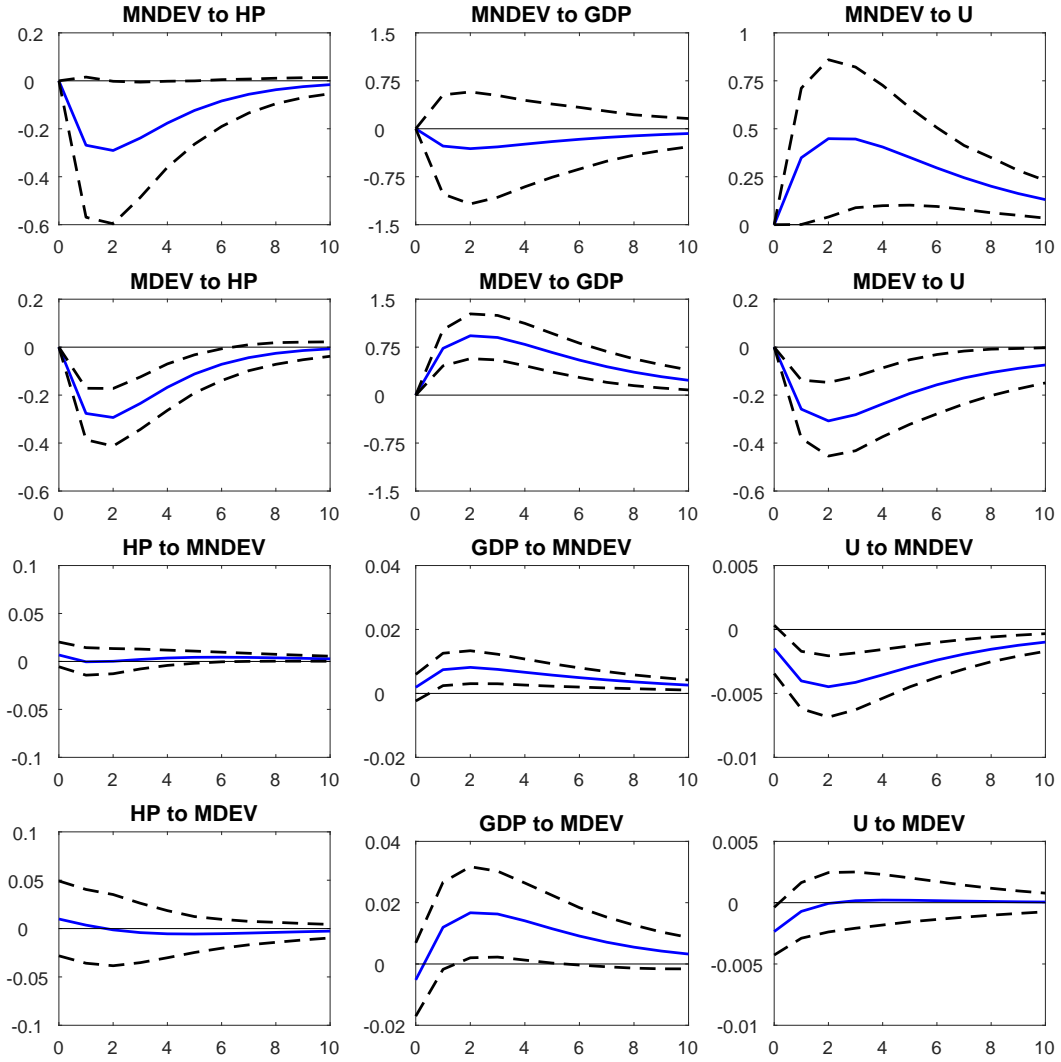 MNDEV to HP
0.2
0
-0.2
-0.4
-0.6
0 2 4 6 8 10
MNDEV to GDP
1.5
0.75
0
-0.75
-1.5
0 2 4 6 8 10
MNDEV to U
1
0.75
0.5
0.25
0
0 2 4 6 8 10
MDEV to HP
0.2
0
-0.2
-0.4
-0.6
0 2 4 6 8 10
MDEV to GDP
1.5
0.75
0
-0.75
-1.5
0 2 4 6 8 10
MDEV to U
0.2
0
-0.2
-0.4
-0.6
0 2 4 6 8 10
HP to MNDEV
0.1
0.05
0
-0.05
-0.1
0 2 4 6 8 10
GDP to MNDEV
0.04
0.02
0
-0.02
0 2 4 6 8 10
U to MNDEV
0.005
0
-0.005
-0.01
0 2 4 6 8 10
HP to MDEV
0.1
0.05
0
-0.05
-0.1
0 2 4 6 8 10
GDP to MDEV
0.04
0.02
0
-0.02
0 2 4 6 8 10
U to MDEV
0.005
0
-0.005
-0.01
0 2 4 6 8 10